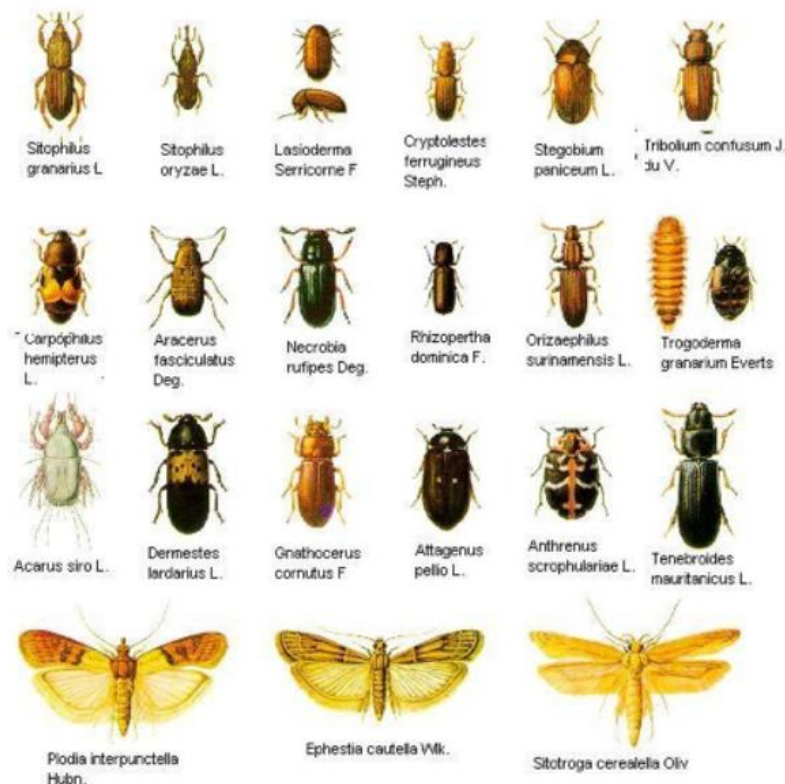 Sitophilus
granarius L
Sitophilus
oryzae L.
Lasioderma
Serricorne F
Cryptolestes
ferrugineus
Steph.
Stegobium
paniceum L.
Tribolium confusum J.
du V.
Carpophilus
hemipterus
L.
Aracerus
fasciculatus
Deg.
Necrobia
rufipes Deg.
Rhizopertha
dominica F.
Orizaephilus
surinamensis L.
Trogoderma
granarium Everts
Acarus siro L.
Dermestes
lardarius L.
Gnathocerus
cornutus F
Attagenus
pellio L.
Anthrenus
scrophulariae L.
Tenebroides
mauritanicus L.
Plodia interpunctella
Hubn.
Ephestia cautella Wlk.
Sitotroga cerealella Oliv